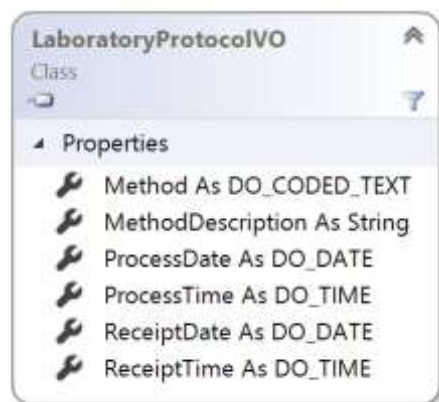 LaboratoryProtocolVO
Class
Properties
Method As DO_CODED_TEXT
MethodDescription As String
ProcessDate As DO_DATE
ProcessTime As DO_TIME
ReceiptDate As DO_DATE
ReceiptTime As DO_TIME